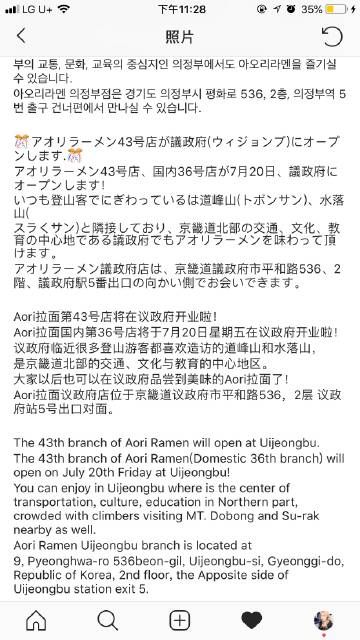 LG U+ 下午11:28 35%
照片
부의 교통, 문화, 교육의 중심지인 의정부에서도 아오리라멘을 즐기실
수 있습니다.
아오리라멘 의정부점은 경기도 의정부시 평화로 536, 2층, 의정부역 5
번 출구 건너편에서 만나실 수 있습니다.
🎊アオリラーメン43号店が議政府(ウィジョンブ)にオープ
ンします.🎊
アオリラーメン43号店、国内36号店が7月20日、議政府に
オープンします!
いつも登山客でにぎわっているは道峰山(トボンサン)、水落
山(
スラくサン)と隣接しており、京畿道北部の交通、文化、教
育の中心地である議政府でもアオリラーメンを味わって頂
けます。
アオリラーメン議政府店は、京畿道議政府市平和路536、2
階、議政府駅5番出口の向かい側でお会いできます。
Aori拉面第43号店将在议政府开业啦!
Aori拉面国内第36号店将于7月20日星期五在议政府开业啦!
议政府临近很多登山游客都喜欢造访的道峰山和水落山,
是京畿道北部的交通、文化与教育的中心地区。
大家以后也可以在议政府品尝到美味的Aori拉面了!
Aori拉面议政府店位于京畿道议政府市平和路536，2层 议政
府站5号出口对面。
The 43th branch of Aori Ramen will open at Uijeongbu.
The 43th branch of Aori Ramen(Domestic 36th branch) will
open on July 20th Friday at Uijeongbu!
You can enjoy in Uijeongbu where is the center of
transportation, culture, education in Northern part,
crowded with climbers visiting MT. Dobong and Su-rak
nearby as well.
Aori Ramen Uijeongbu branch is located at
9, Pyeonghwa-ro 536beon-gil, Uijeongbu-si, Gyeonggi-do,
Republic of Korea, 2nd floor, the Apposite side of
Uijeongbu station exit 5.